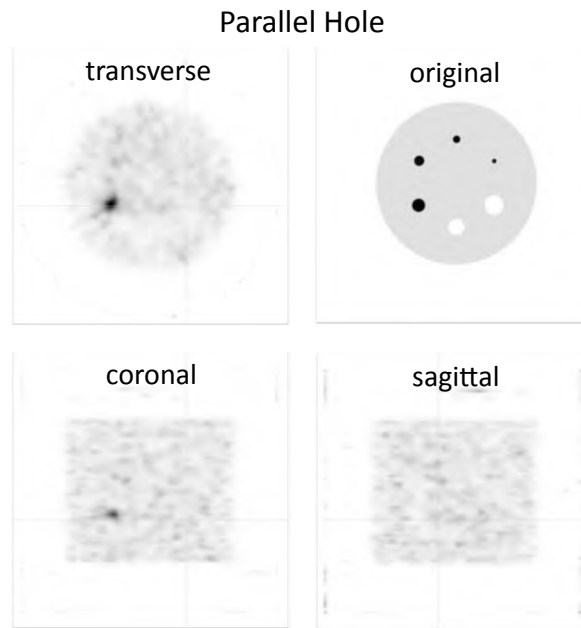 Parallel Hole
transverse
original
coronal
sagittal